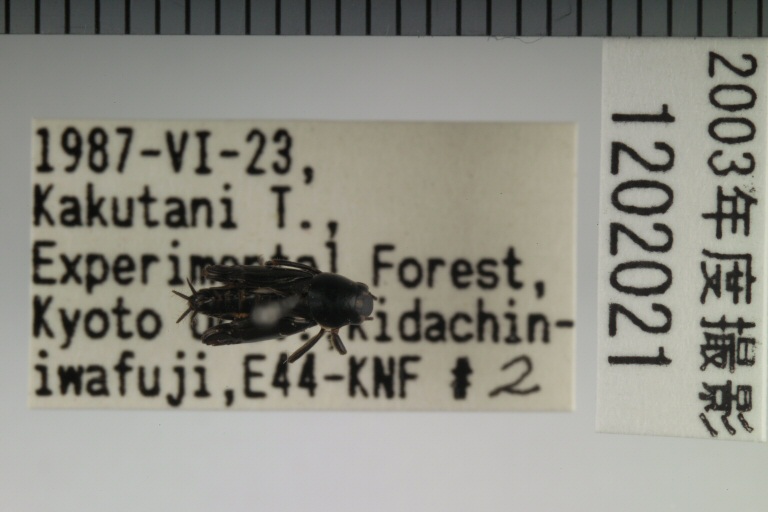 1987-VI-23,
Kakutani T.,
Experimental Forest,
Kyoto
iwafuji,E44-KNF # 2
2003年度撮影
1202021